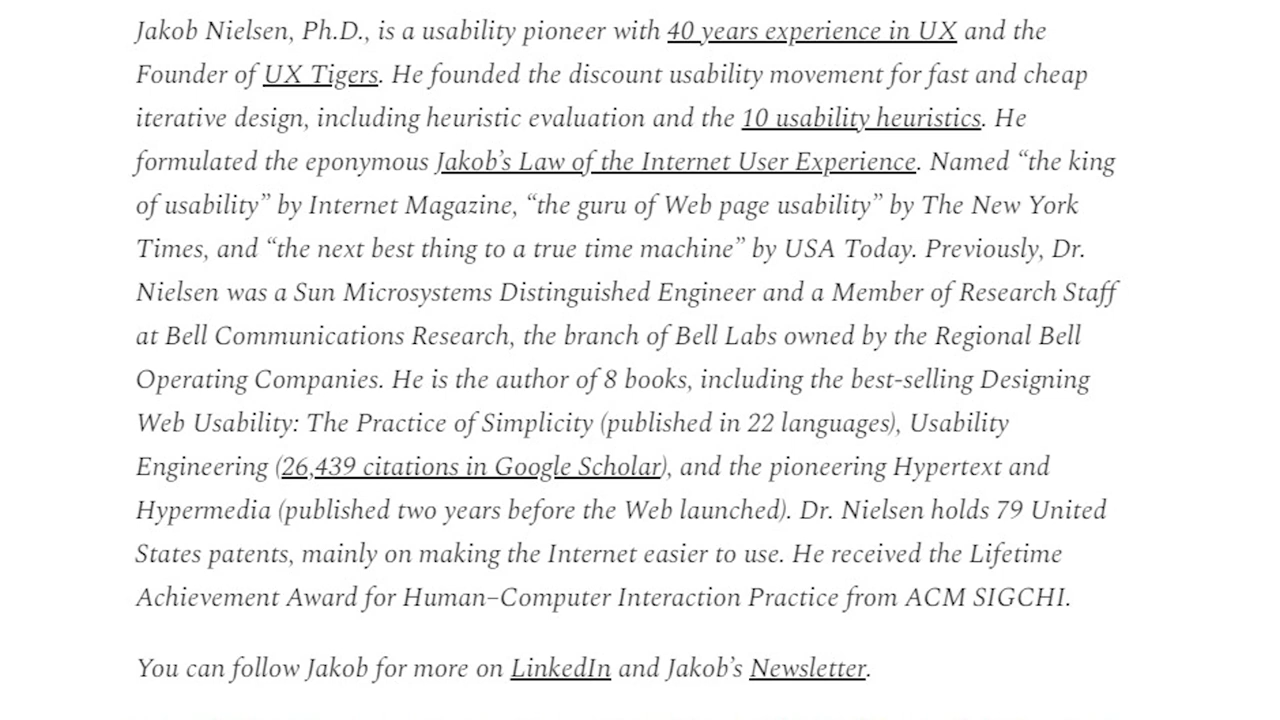 Jakob Nielsen, Ph.D., is a usability pioneer with 40 years experience in UX and the
Founder of UX Tigers. He founded the discount usability movement for fast and cheap
iterative design, including heuristic evaluation and the 10 usability heuristics. He
formulated the eponymous Jakob’s Law of the Internet User Experience. Named “the king
of usability” by Internet Magazine, “the guru of Web page usability” by The New York
Times, and “the next best thing to a true time machine” by USA Today. Previously, Dr.
Nielsen was a Sun Microsystems Distinguished Engineer and a Member of Research Staff
at Bell Communications Research, the branch of Bell Labs owned by the Regional Bell
Operating Companies. He is the author of 8 books, including the best-selling Designing
Web Usability: The Practice of Simplicity (published in 22 languages), Usability
Engineering (26,439 citations in Google Scholar), and the pioneering Hypertext and
Hypermedia (published two years before the Web launched). Dr. Nielsen holds 79 United
States patents, mainly on making the Internet easier to use. He received the Lifetime
Achievement Award for Human–Computer Interaction Practice from ACM SIGCHI.
You can follow Jakob for more on LinkedIn and Jakob’s Newsletter.